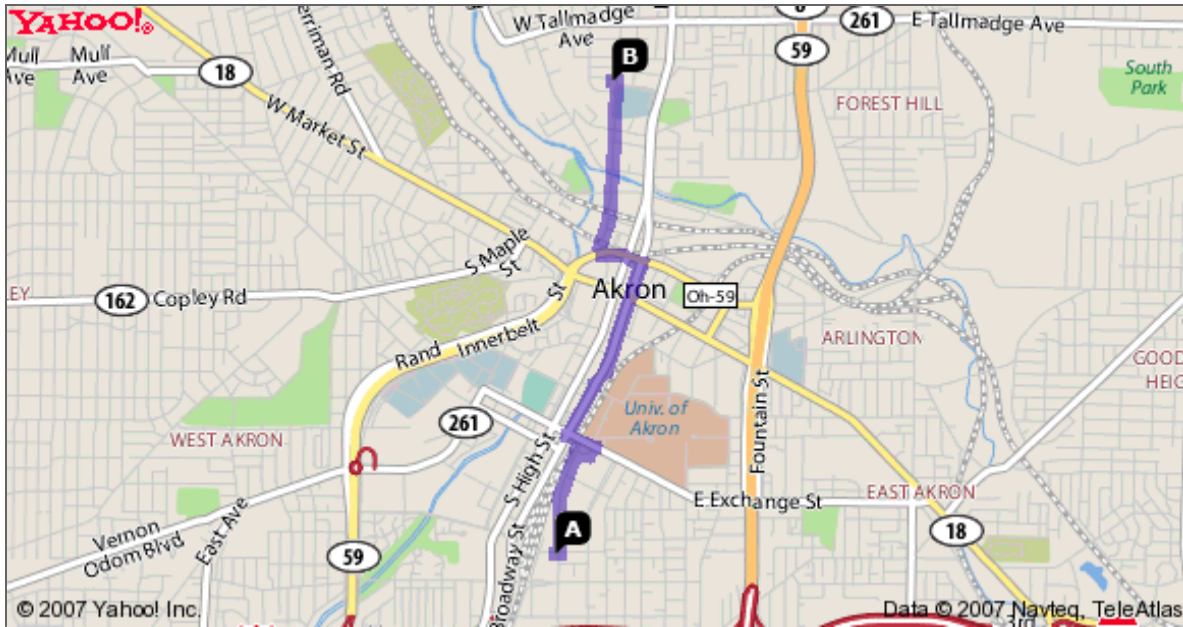 YAHOO!®
W Tallmadge
Ave
261
E Tallmadge Ave
59
Mull
Ave
Mull
Ave
18
B
South
Park
FOREST HILL
W Market St
S Maple
St
162
Copley Rd
St
Akron
Oh-59
Rand
Innerbelt
ARLINGTON
Univ. of
Akron
WEST AKRON
261
S High St
Fountain St
E Exchange St
EAST AKRON
A
18
Vernon
Odom Blvd
East Ave
59
Broadway St
© 2007 Yahoo! Inc.
Data © 2007 Navteq, TeleAtlas
3rd